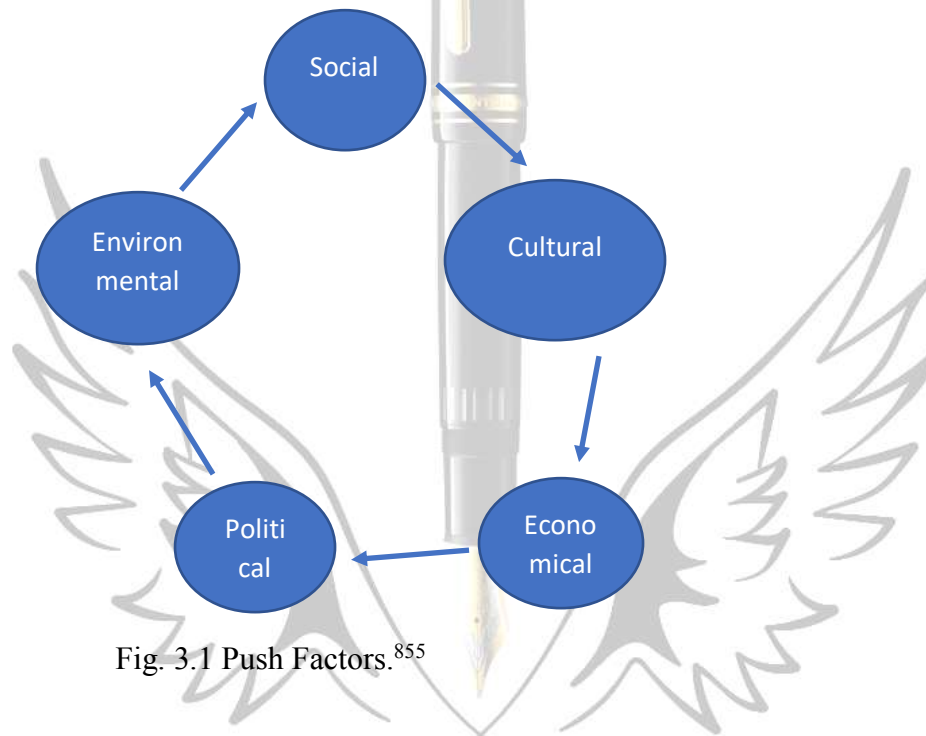 Social
Environ
mental
Cultural
Politi
cal
Econo
mical
Fig. 3.1 Push Factors.855